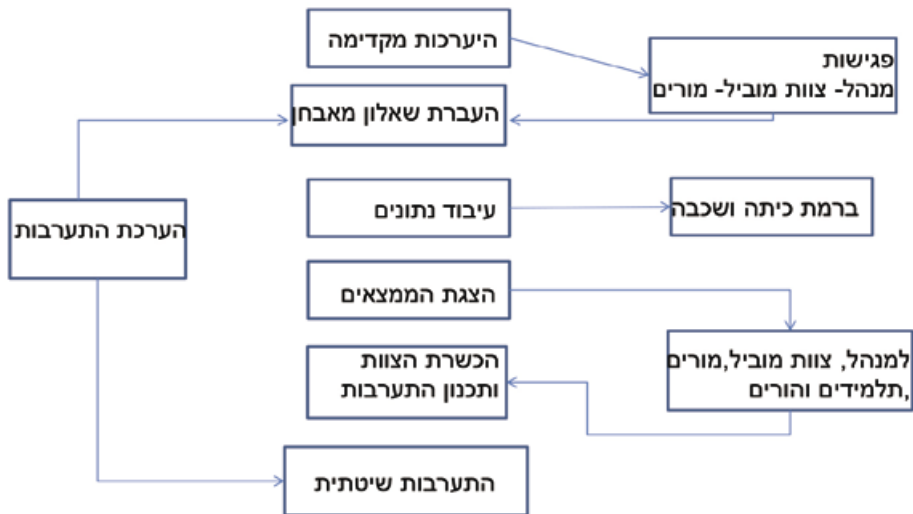 היערכות מקדימה
פגישות
מנהל- צוות מוביל- מורים
העברת שאלון מאבחן
עיבוד נתונים
ברמת כיתה ושכבה
הערכת התערבות
הצגת הממצאים
למנהל, צוות מוביל,מורים
,תלמידים והורים
הכשרת הצוות
ותכנון התערבות
התערבות שיטתית